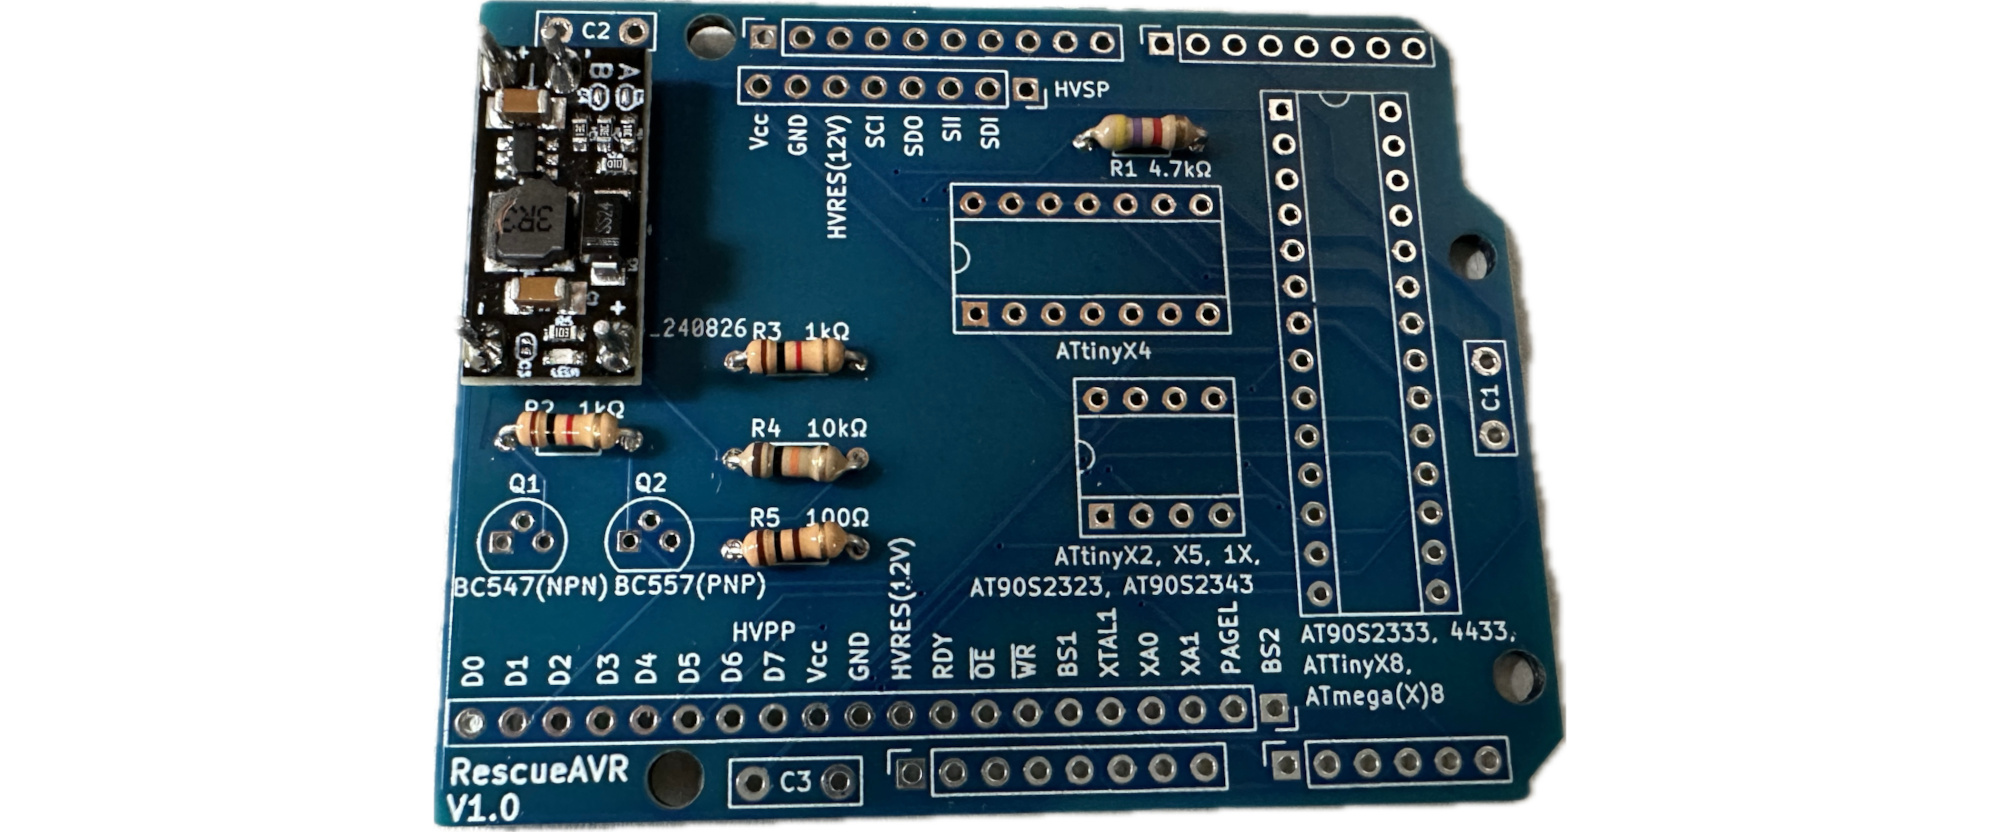 C2
A
B
HVSP
Vcc
GND
HVRES(12V)
SCI
SDO
SII
SDI
R1 4.7kΩ
3R3
SS24
+
-
_240826
R3 1kΩ
ATtinyX4
R2 1kΩ
R4 10kΩ
C1
Q1
Q2
R5 100Ω
BC547(NPN)
BC557(PNP)
ATtinyX2, X5, 1X,
AT90S2323, AT90S2343
HVPP
D0
D1
D2
D3
D4
D5
D6
D7
Vcc
GND
HVRES(12V)
RDY
OE
WR
BS1
XTAL1
XA0
XA1
PAGEL
BS2
AT90S2333, 4433,
ATTinyX8,
ATmega(X)8
RescueAVR
V1.0
C3